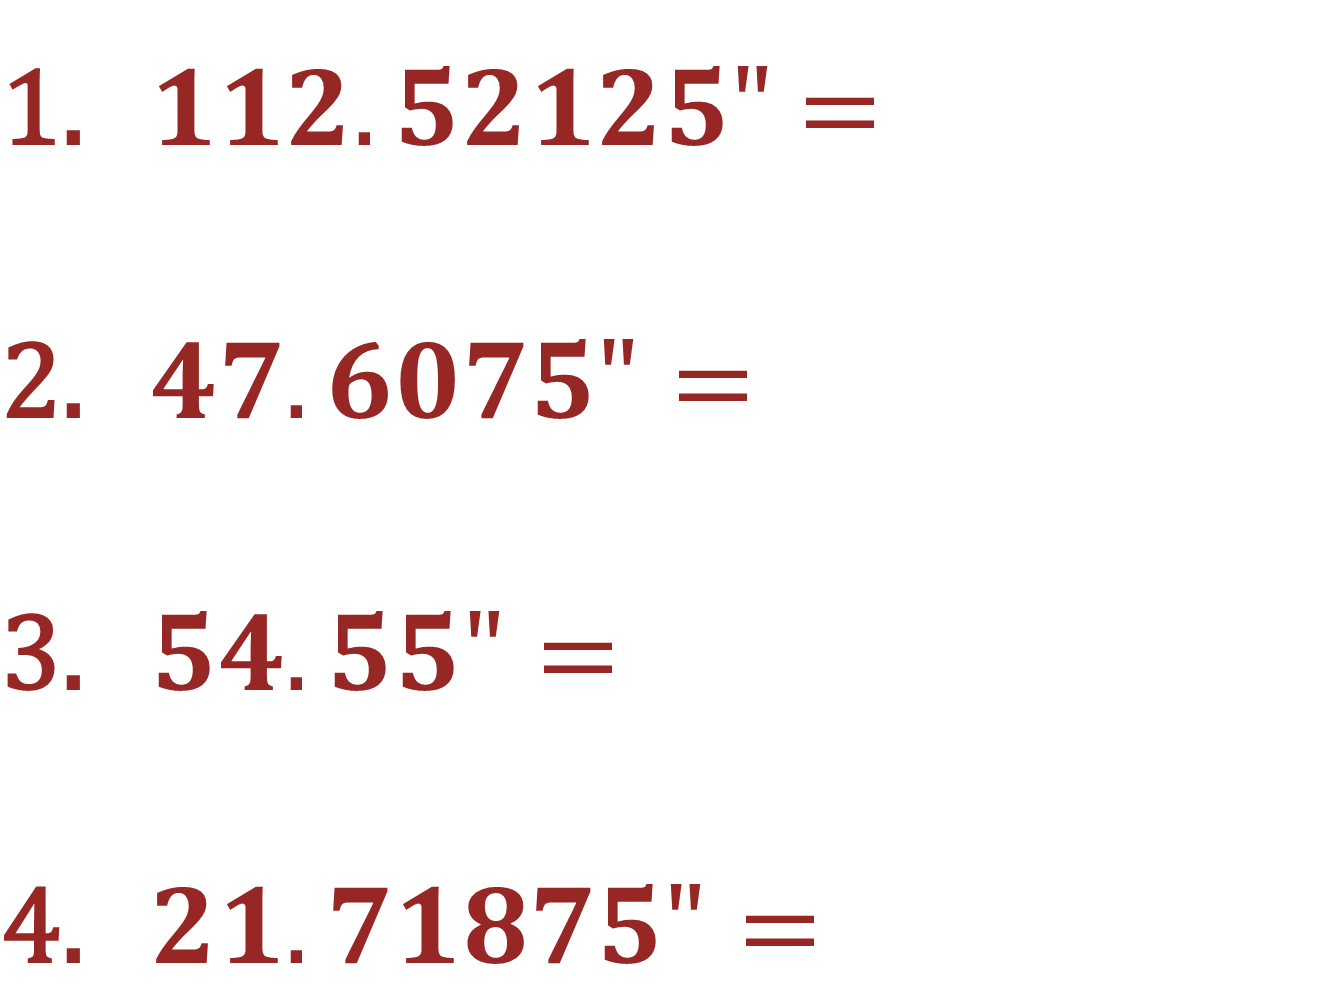 1. 112.52125" =
2. 47.6075" =
3. 54.55" =
4. 21.71875" =